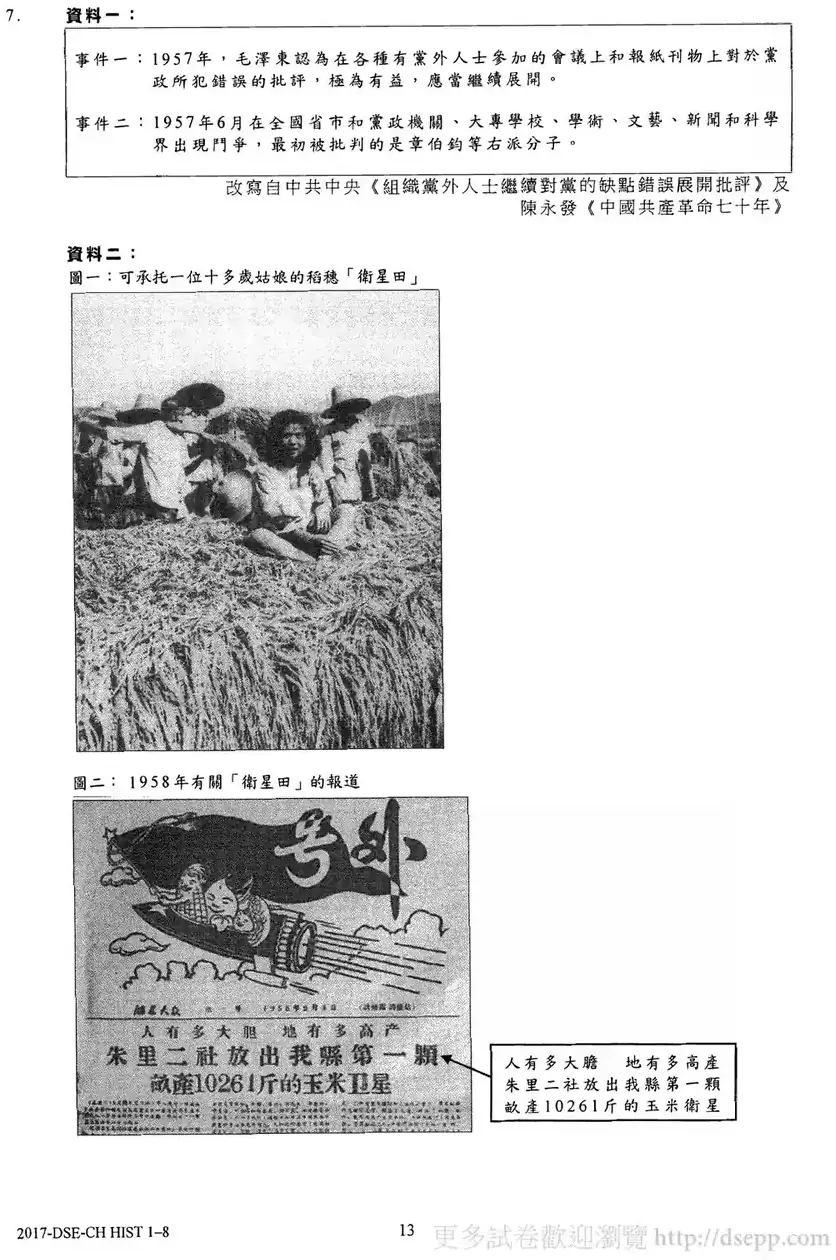 7.
資料一：
事件一：1957年，毛澤東認為在各種有黨外人士參加的會議上和報紙刊物上對於黨
政所犯錯誤的批評，極為有益，應當繼續展開。
事件二：1957年6月在全國省市和黨政機關、大專學校、學術、文藝、新聞和科學
界出現鬥爭，最初被批判的是章伯鈞等右派分子。
改寫自中共中央《組織黨外人士繼續對黨的缺點錯誤展開批評》及
陳永發《中國共產革命七十年》
資料二：
圖一：可承托一位十多歲姑娘的稻穗「衛星田」
圖二： 1958年有關「衛星田」的報道
号外
人有多大胆 地有多高产
朱里二社放出我縣第一顆
畝產10261斤的玉米卫星
人有多大膽 地有多高產
朱里二社放出我縣第一顆
畝產10261斤的玉米衛星
2017-DSE-CH HIST 1–8
13
更多試卷歡迎瀏覽 http://dsepp.com/